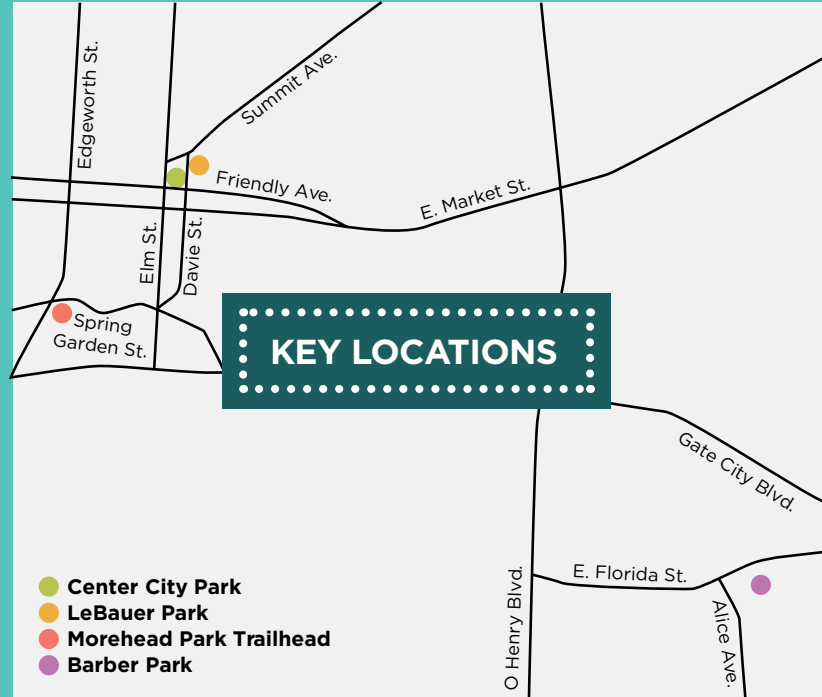 Edgeworth St.
Summit Ave.
Friendly Ave.
E. Market St.
Elm St.
Davie St.
Spring
Garden St.
KEY LOCATIONS
Gate City Blvd.
E. Florida St.
O Henry Blvd.
Alice Ave.
Center City Park
LeBauer Park
Morehead Park Trailhead
Barber Park